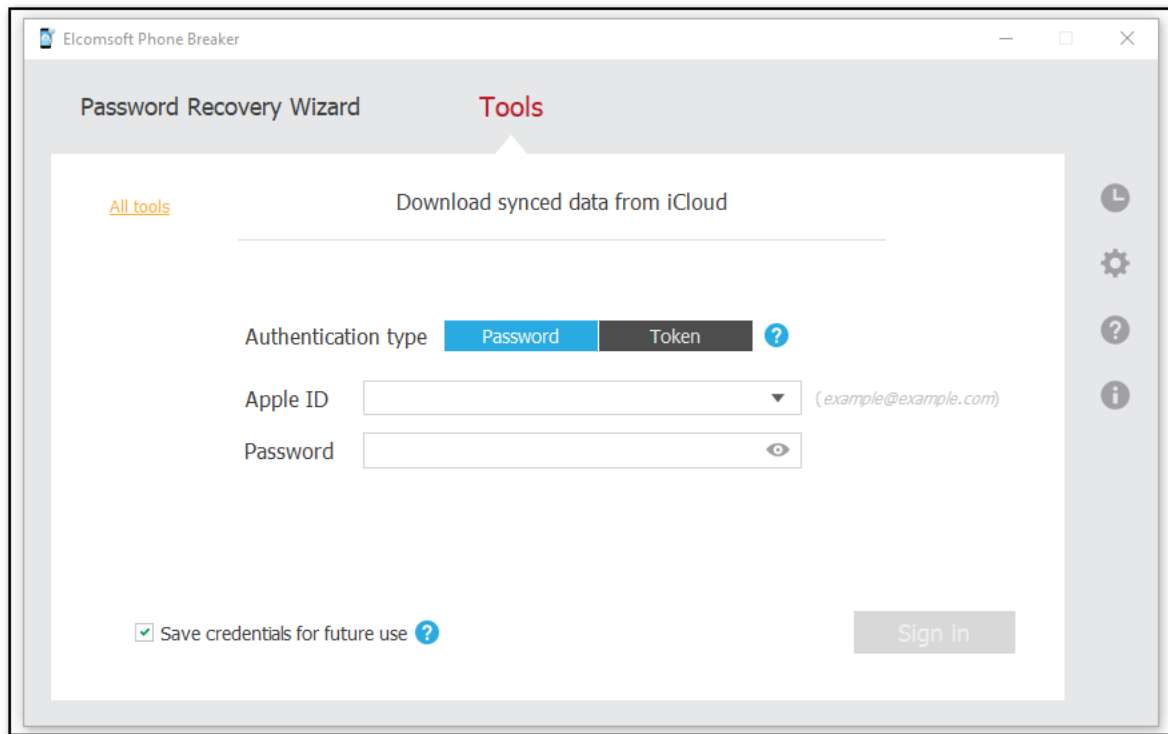 Elcomsoft Phone Breaker
Password Recovery Wizard Tools
All tools Download synced data from iCloud
Authentication type Password Token ?
Apple ID (example@example.com)
Password
Save credentials for future use ? Sign in